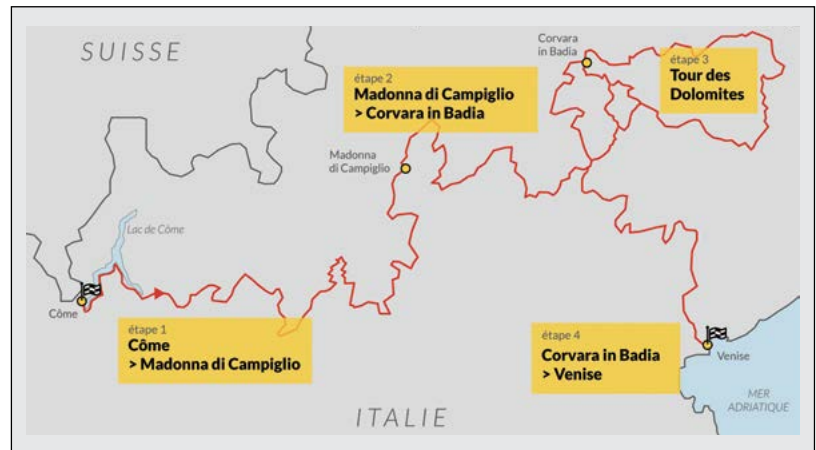 SUISSE
Corvara
in Badia
étape 3
Tour des
Dolomites
étape 2
Madonna di Campiglio
> Corvara in Badia
Madonna
di Campiglio
Lac de Côme
Côme
étape 1
Côme
> Madonna di Campiglio
étape 4
Corvara in Badia
> Venise
Venise
MER
ADRIATIQUE
ITALIE